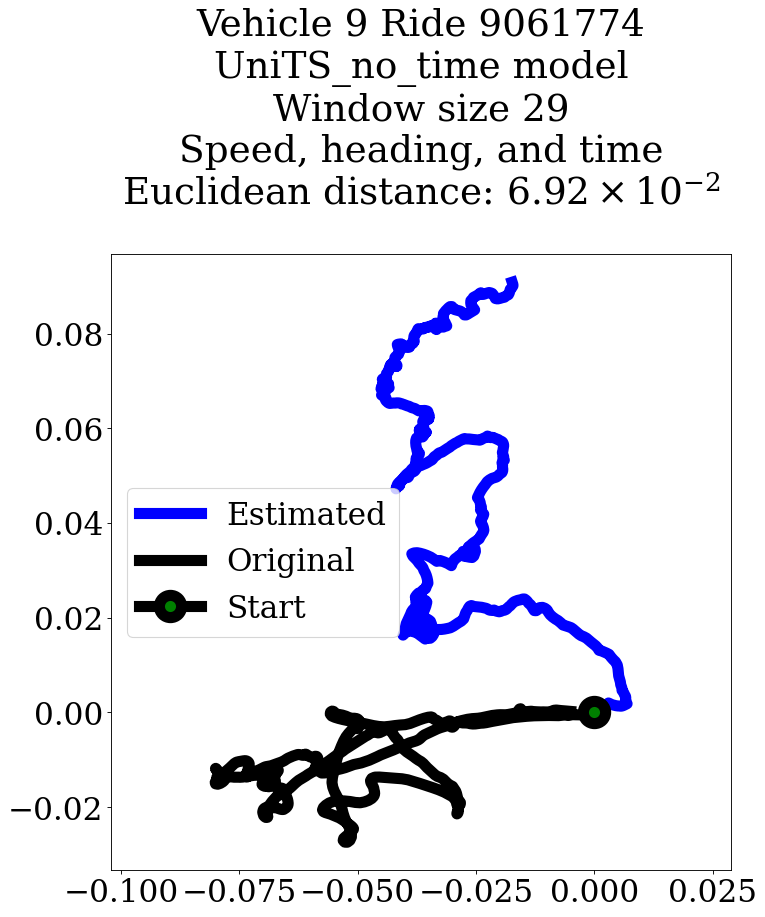 Vehicle 9 Ride 9061774
UniTS_no_time model
Window size 29
Speed, heading, and time
Euclidean distance: 6.92 × 10⁻²
0.08
0.06
0.04
0.02
0.00
−0.02
Estimated
Original
Start
−0.100 −0.075 −0.050 −0.025 0.000 0.025